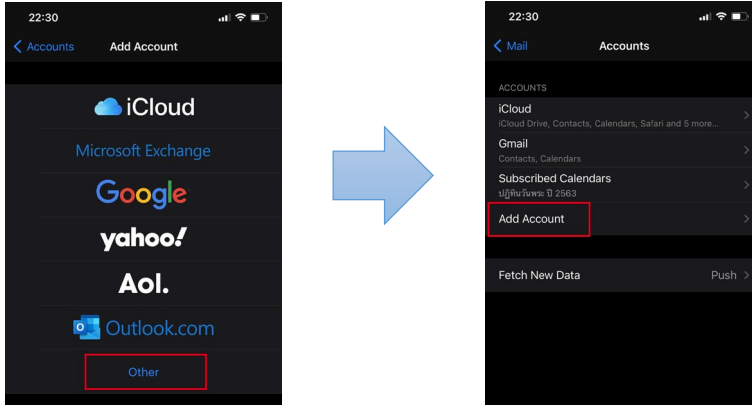 22:30
Accounts
Add Account
iCloud
Microsoft Exchange
Google
yahoo!
Aol.
Outlook.com
Other
22:30
Mail
Accounts
ACCOUNTS
iCloud
iCloud Drive, Contacts, Calendars, Safari and 5 more...
Gmail
Contacts, Calendars
Subscribed Calendars
ปฏิทินวันพระ ปี 2563
Add Account
Fetch New Data
Push